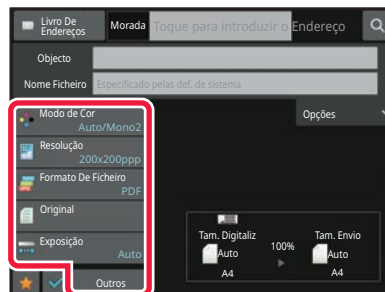 Livro De
Endereços
Morada
Toque para introduzir o Endereço
Objecto
Nome Ficheiro
Especificado pelas def. de sistema
Modo de Cor
Auto/Mono2
Opções
Resolução
200x200ppp
Formato De
Ficheiro
PDF
Original
Exposição
Auto
Outros
Tam. Digitaliz
Auto
A4
100%
Tam. Envio
Auto
A4